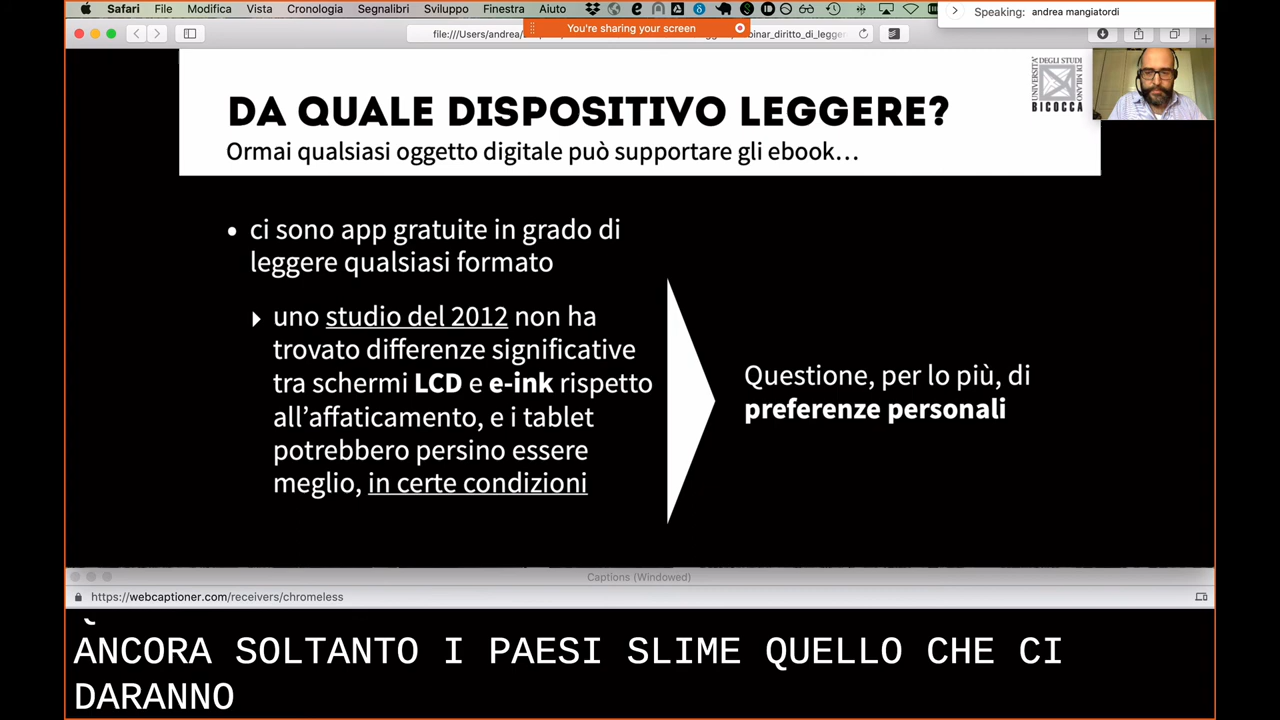 Safari File Modifica Vista Cronologia Segnalibri Sviluppo Finestra Aiuto
Speaking: andrea mangiatordi
You're sharing your screen
file:///Users/andrea/
binar_diritto_di_legge
UNIVERSITÀ DEGLI STUDI DI MILANO
BICOCCA
DA QUALE DISPOSITIVO LEGGERE?
Ormai qualsiasi oggetto digitale può supportare gli ebook…
• ci sono app gratuite in grado di
leggere qualsiasi formato
uno studio del 2012 non ha
trovato differenze significative
tra schermi LCD e e-ink rispetto
all’affaticamento, e i tablet
potrebbero persino essere
meglio, in certe condizioni
Questione, per lo più, di
preferenze personali
Captions (Windowed)
https://webcaptioner.com/receivers/chromeless
ANCORA SOLTANTO I PAESI SLIME QUELLO CHE CI
DARANNO